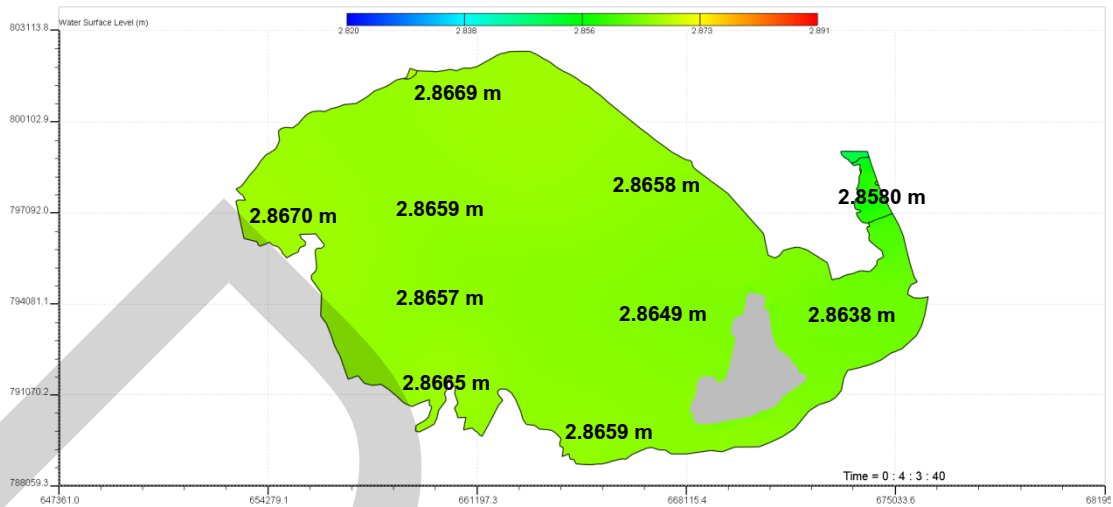 Water Surface Level (m)
2.820 2.838 2.856 2.873 2.891
803113.8
2.8669 m
800102.9
2.8658 m
2.8580 m
797092.0
2.8670 m
2.8659 m
794081.1
2.8657 m
2.8649 m
2.8638 m
791070.2
2.8665 m
2.8659 m
Time = 0 : 4 : 3 : 40
788059.3
647361.0 654279.1 661197.3 668115.4 675033.6 68195